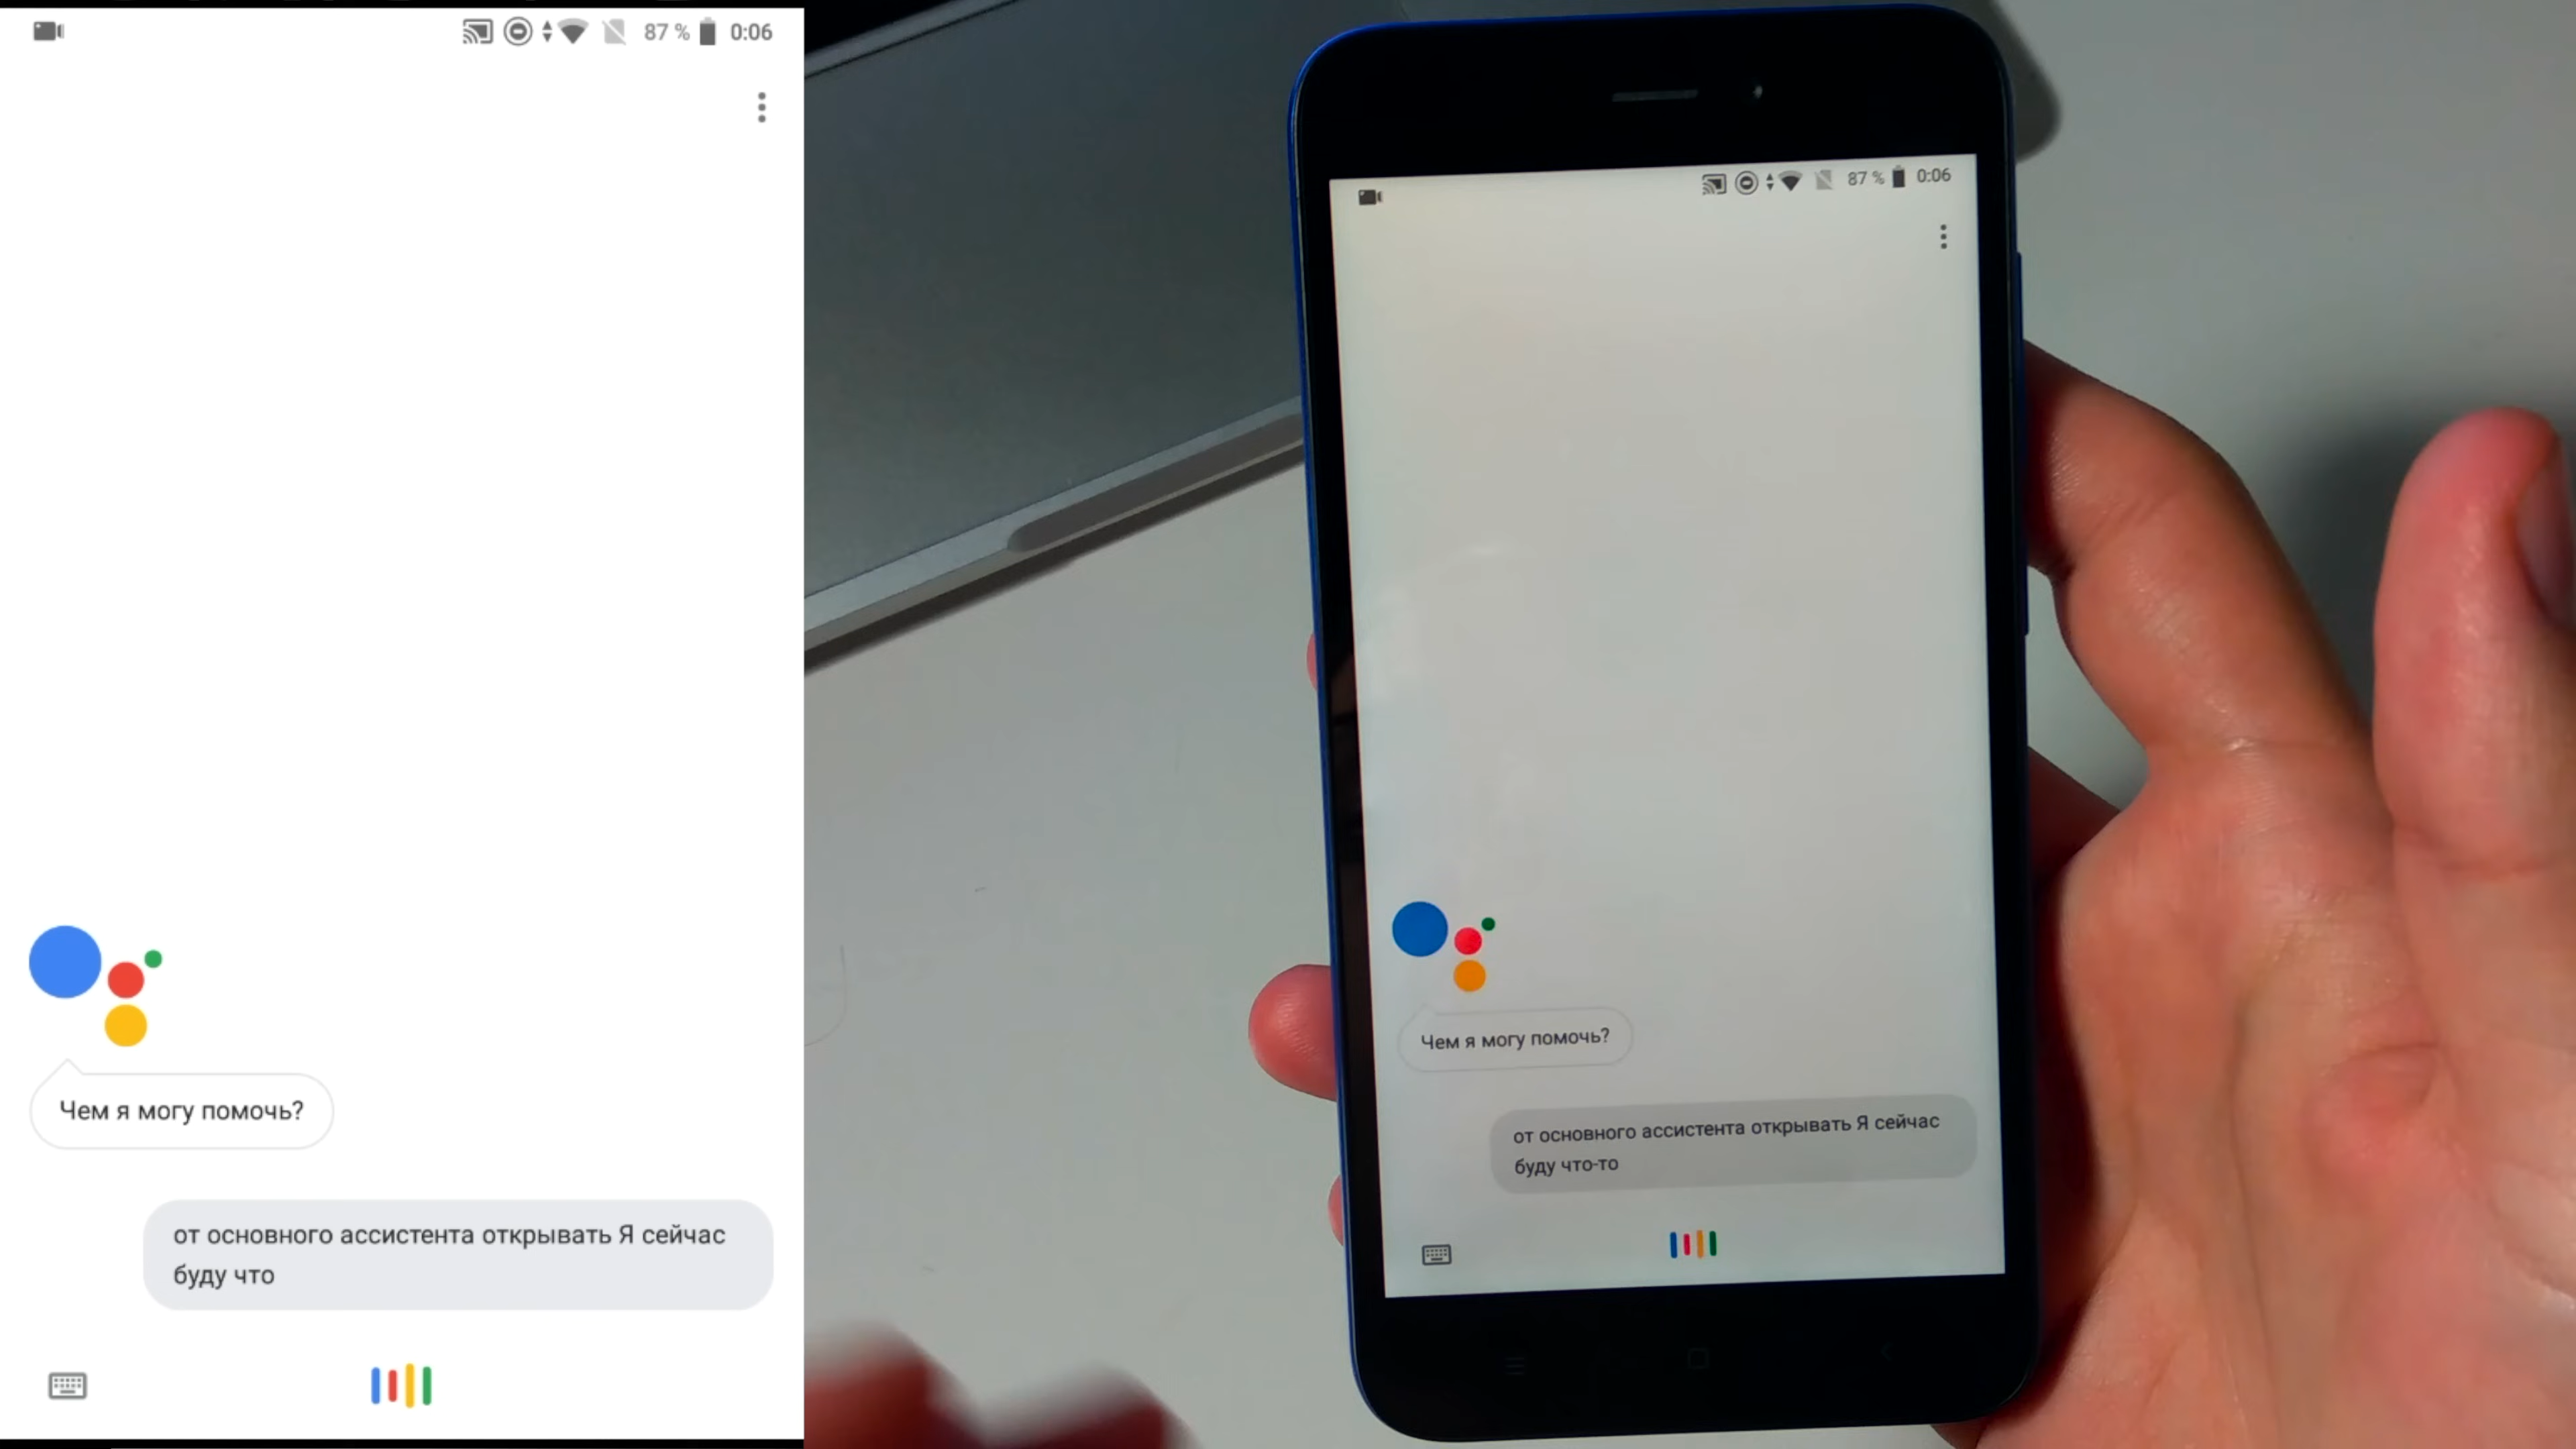 87 % 0:06
Чем я могу помочь?
от основного ассистента открывать Я сейчас
буду что
87 % 0:06
Чем я могу помочь?
от основного ассистента открывать Я сейчас
буду что-то